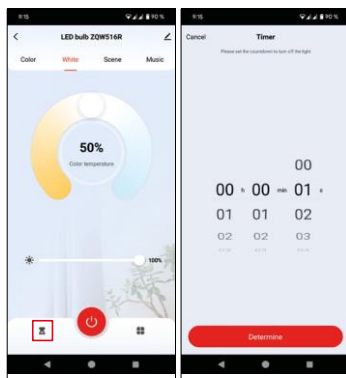 9:15
90%
LED bulb ZQW516R
Color White Scene Music
50%
Color temperature
100%
9:15
90%
Cancel Timer
Please set the countdown to turn off the light
00
00 h 00 min 01 s
01 01 02
02 02 03
Determine